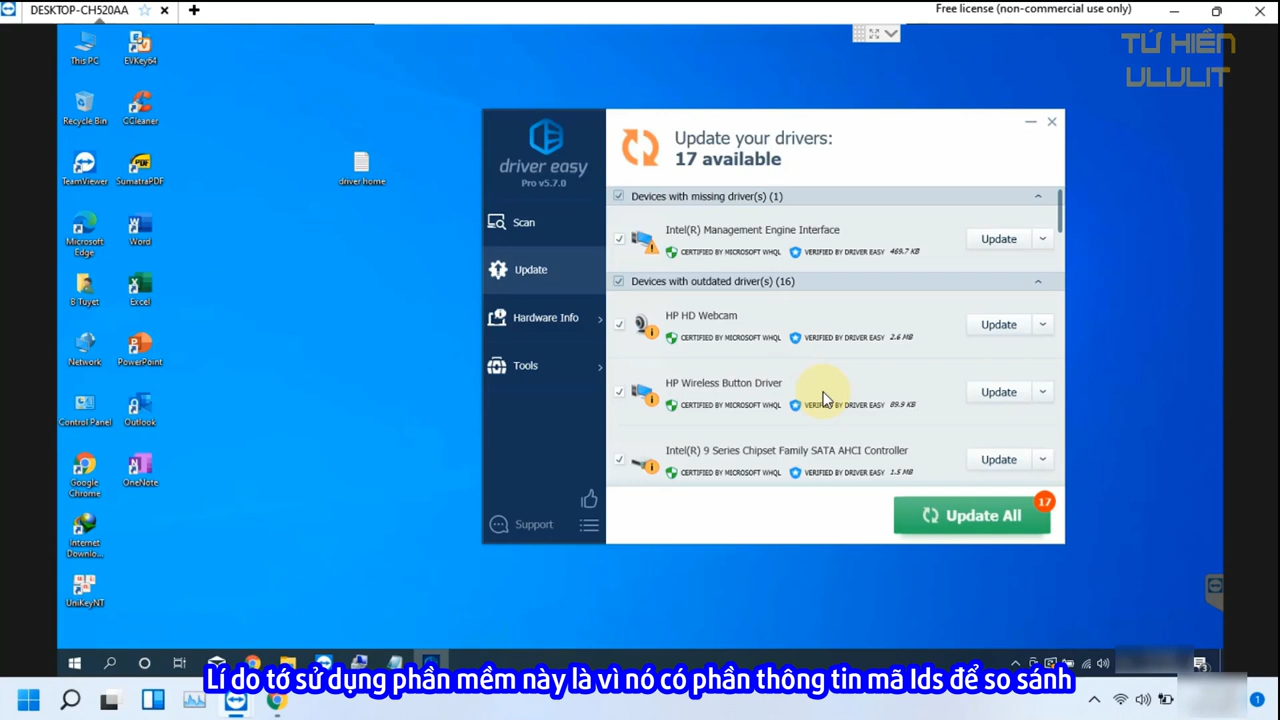 DESKTOP-CH520AA
Free license (non-commercial use only)
TỨ HIỀN
ULULIT
This PC
EVKey64
Recycle Bin
CCleaner
TeamViewer
SumatraPDF
driver home
Microsoft
Edge
Word
B Tuyet
Excel
Network
PowerPoint
Control Panel
Outlook
Google
Chrome
OneNote
Internet
Downlo...
UniKeyNT
driver easy
Pro v5.7.0
Scan
Update
Hardware Info
Tools
Support
Update your drivers:
17 available
Devices with missing driver(s) (1)
Intel(R) Management Engine Interface
CERTIFIED BY MICROSOFT WHQL VERIFIED BY DRIVER EASY 469.7 KB
Update
Devices with outdated driver(s) (16)
HP HD Webcam
CERTIFIED BY MICROSOFT WHQL VERIFIED BY DRIVER EASY 2.6 MB
Update
HP Wireless Button Driver
CERTIFIED BY MICROSOFT WHQL VERIFIED BY DRIVER EASY 89.9 KB
Update
Intel(R) 9 Series Chipset Family SATA AHCI Controller
CERTIFIED BY MICROSOFT WHQL VERIFIED BY DRIVER EASY 1.5 MB
Update
Update All
17
Lí do tớ sử dụng phần mềm này là vì nó có phần thông tin mã Ids để so sánh
3
1